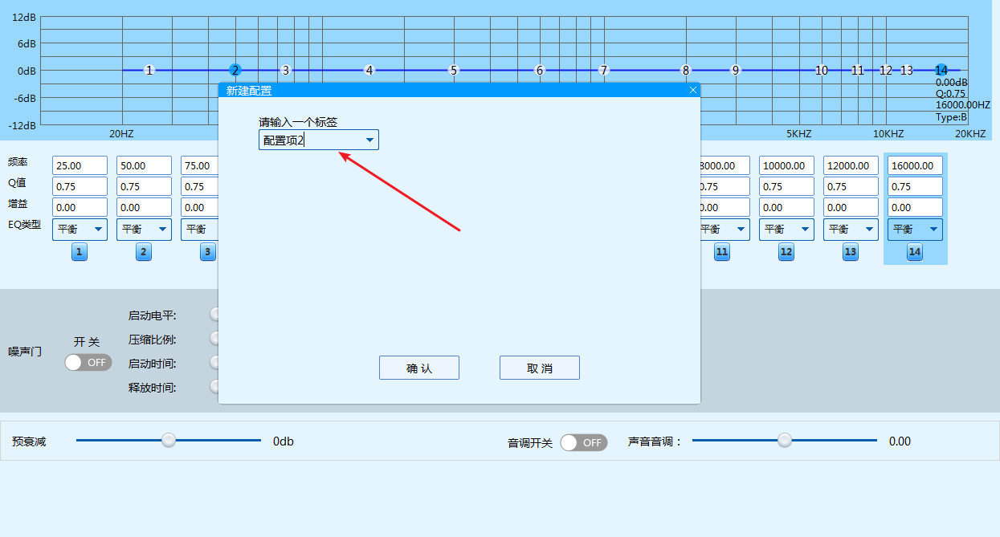 12dB
6dB
0dB
-6dB
-12dB
1 2 3 4 5 6 7 8 9 10 11 12 13 14
0.00dB
Q:0.75
16000.00HZ
Type:B
20HZ 5KHZ 10KHZ 20KHZ
新建配置
请输入一个标签
配置项2
频率 25.00 50.00 75.00 8000.00 10000.00 12000.00 16000.00
Q值 0.75 0.75 0.75 0.75 0.75 0.75 0.75
增益 0.00 0.00 0.00 0.00 0.00 0.00 0.00
EQ类型 平衡 平衡 平衡 平衡 平衡 平衡 平衡
1 2 3 11 12 13 14
噪声门
开 关
OFF
启动电平:
压缩比例:
启动时间:
释放时间:
确 认 取 消
预衰减 0db 音调开关 OFF 声音音调： 0.00